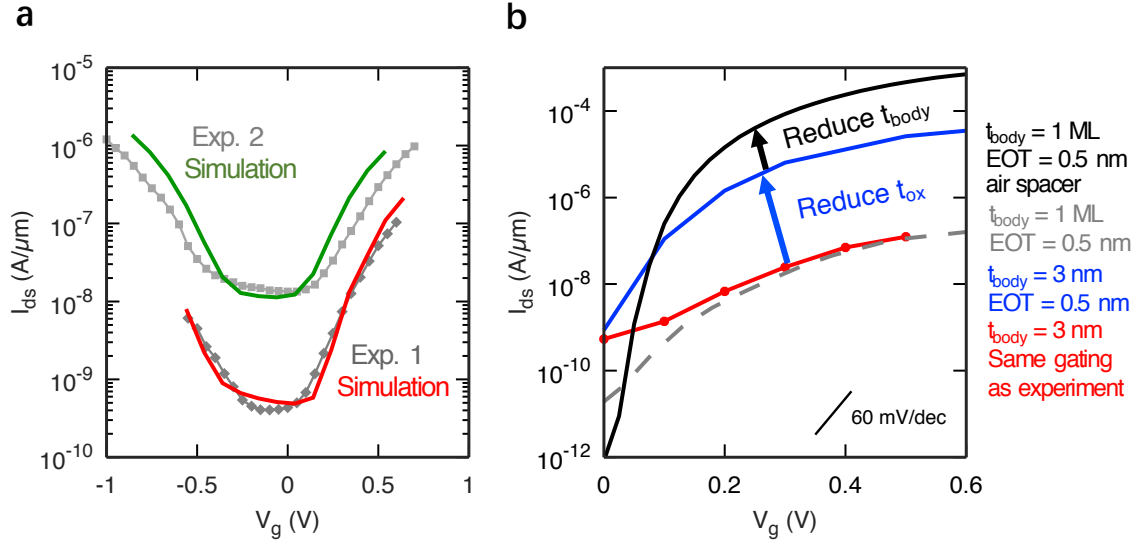 a
10^-5
10^-6
10^-7
10^-8
10^-9
10^-10
I_ds (A/µm)
Exp. 2
Simulation
Exp. 1
Simulation
-1
-0.5
0
0.5
1
V_g (V)
b
10^-4
10^-6
10^-8
10^-10
10^-12
I_ds (A/µm)
Reduce t_body
Reduce t_ox
60 mV/dec
0
0.2
0.4
0.6
V_g (V)
t_body = 1 ML
EOT = 0.5 nm
air spacer
t_body = 1 ML
EOT = 0.5 nm
t_body = 3 nm
EOT = 0.5 nm
t_body = 3 nm
Same gating
as experiment